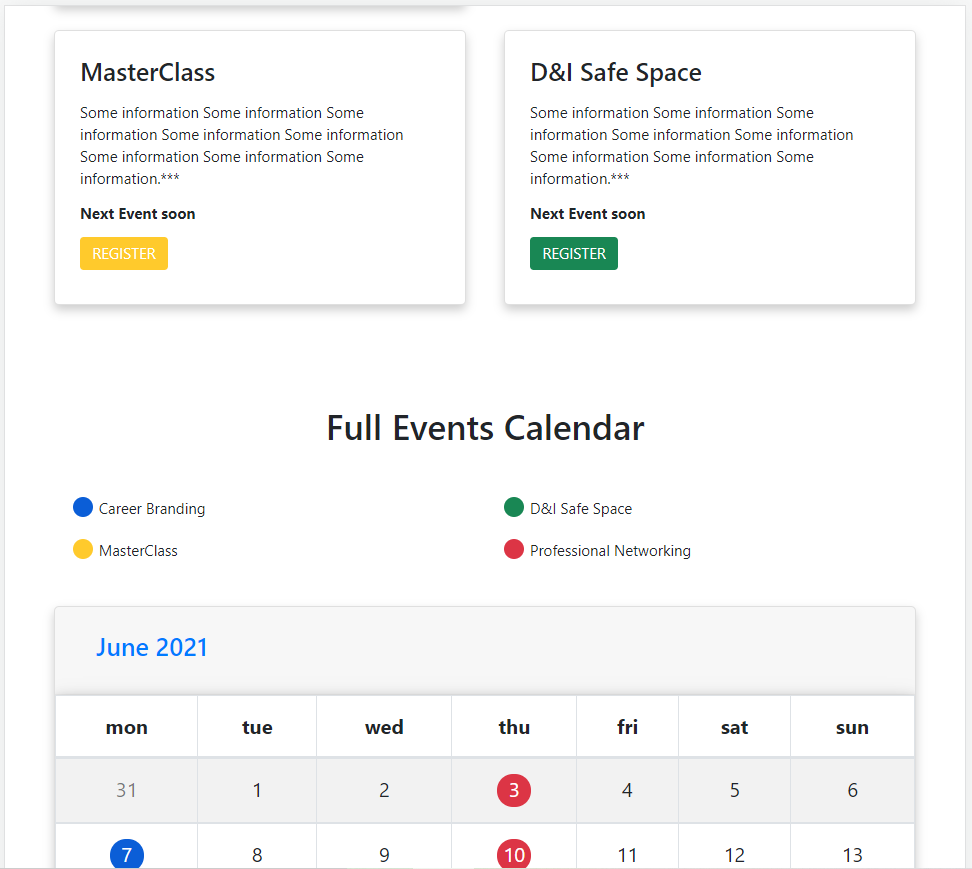 MasterClass
Some information Some information Some
information Some information Some information
Some information Some information Some
information.***
Next Event soon
REGISTER
D&I Safe Space
Some information Some information Some
information Some information Some information
Some information Some information Some
information.***
Next Event soon
REGISTER
Full Events Calendar
Career Branding
D&I Safe Space
MasterClass
Professional Networking
June 2021
mon tue wed thu fri sat sun
31 1 2 3 4 5 6
7 8 9 10 11 12 13